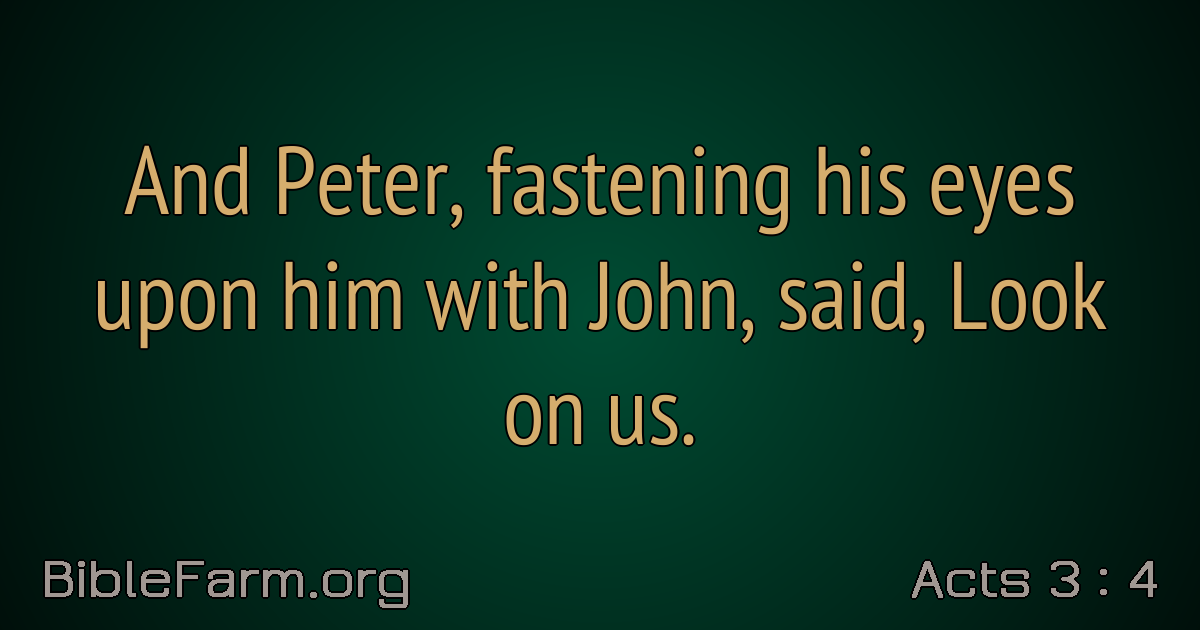 And Peter, fastening his eyes
upon him with John, said, Look
on us.
BibleFarm.org
Acts 3 : 4